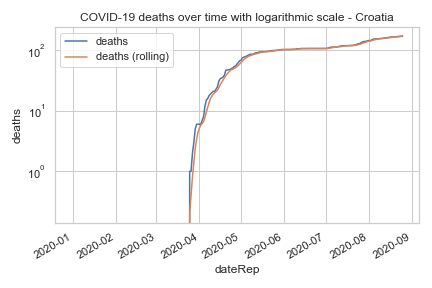 COVID-19 deaths over time with logarithmic scale - Croatia
deaths
deaths (rolling)
10²
10¹
10⁰
deaths
2020-01
2020-02
2020-03
2020-04
2020-05
2020-06
2020-07
2020-08
2020-09
dateRep